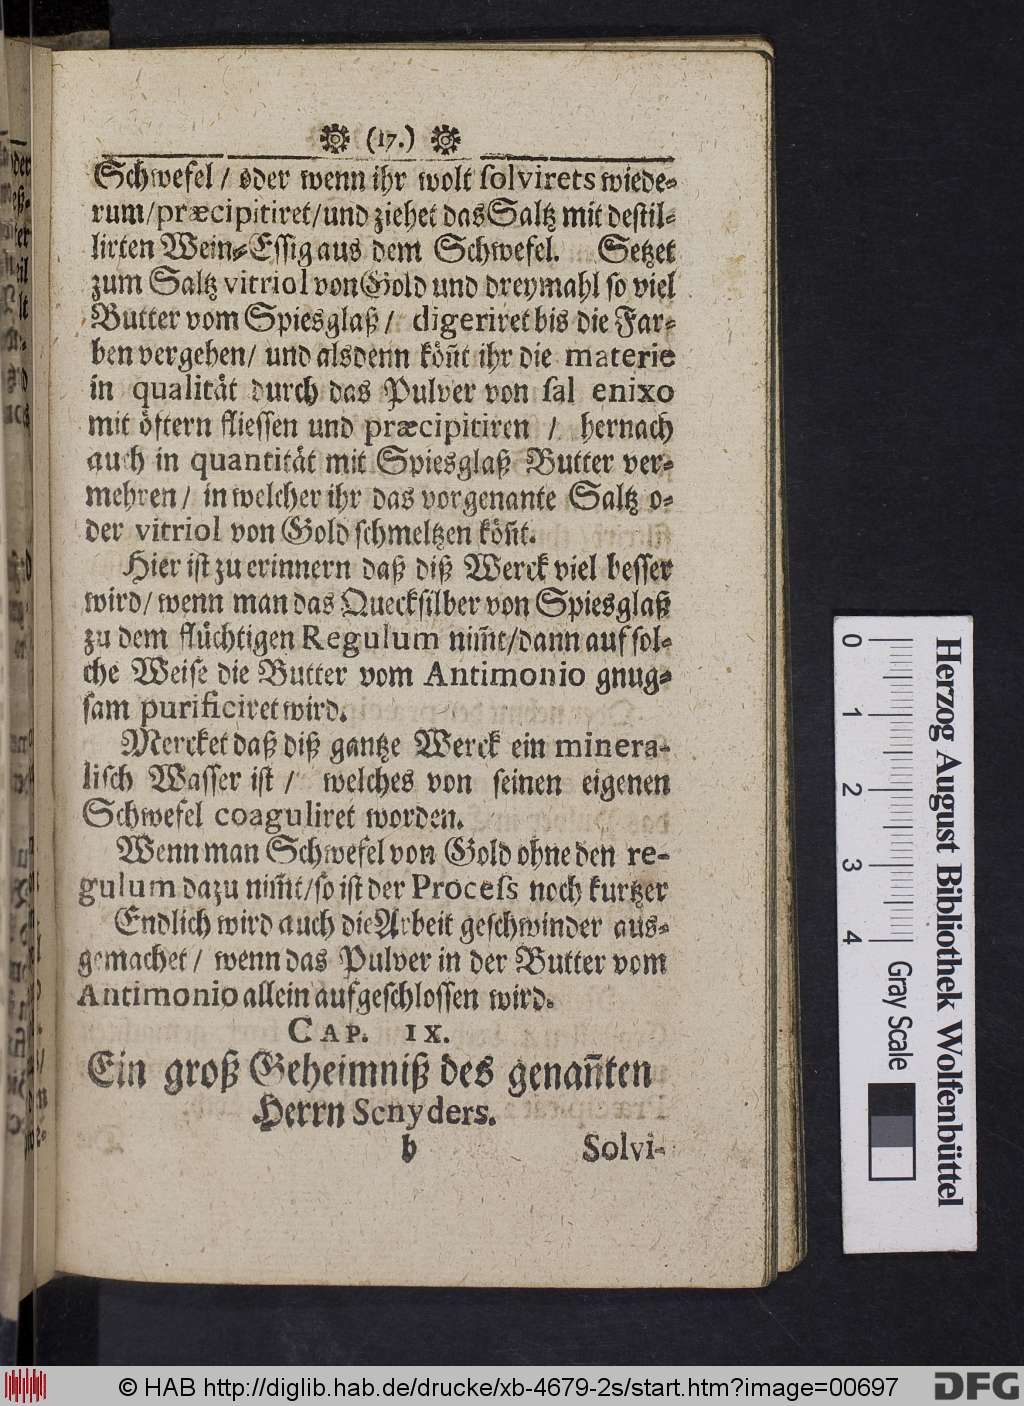 (17.)
Schwefel / oder wenn ihr wolt solvirets wiede-
rum/præcipitiret/und ziehet das Saltz mit destil-
lirten Wein-Essig aus dem Schwefel. Setzet
zum Saltz vitriol von Gold und dreymahl so viel
Butter vom Spiesglaß / digeriret bis die Far-
ben vergehen/ und alsdenn kön̄t ihr die materie
in qualität durch das Pulver von sal enixo
mit öftern fliessen und præcipitiren / hernach
auch in quantität mit Spiesglaß Butter ver-
mehren / in welcher ihr das vorgenante Saltz o-
der vitriol von Gold schmeltzen kön̄t.
Hier ist zu erinnern daß diß Werck viel besser
wird/ wenn man das Quecksilber von Spiesglaß
zu dem flüchtigen Regulum nim̄t/dann auf sol-
che Weise die Butter vom Antimonio gnug-
sam purificiret wird.
Mercket daß diß gantze Werck ein minera-
lisch Wasser ist / welches von seinen eigenen
Schwefel coaguliret worden.
Wenn man Schwefel von Gold ohne den re-
gulum dazu nim̄t/so ist der Process noch kurtzer
Endlich wird auch die Arbeit geschwinder aus-
gemachet / wenn das Pulver in der Butter vom
Antimonio allein aufgeschlossen wird.
CAP. IX.
Ein groß Geheimniß des genan̄ten
Herrn Scnyders.
b Solvi-
0 1 2 3 4 Gray Scale
Herzog August Bibliothek Wolfenbüttel
© HAB http://diglib.hab.de/drucke/xb-4679-2s/start.htm?image=00697
DFG